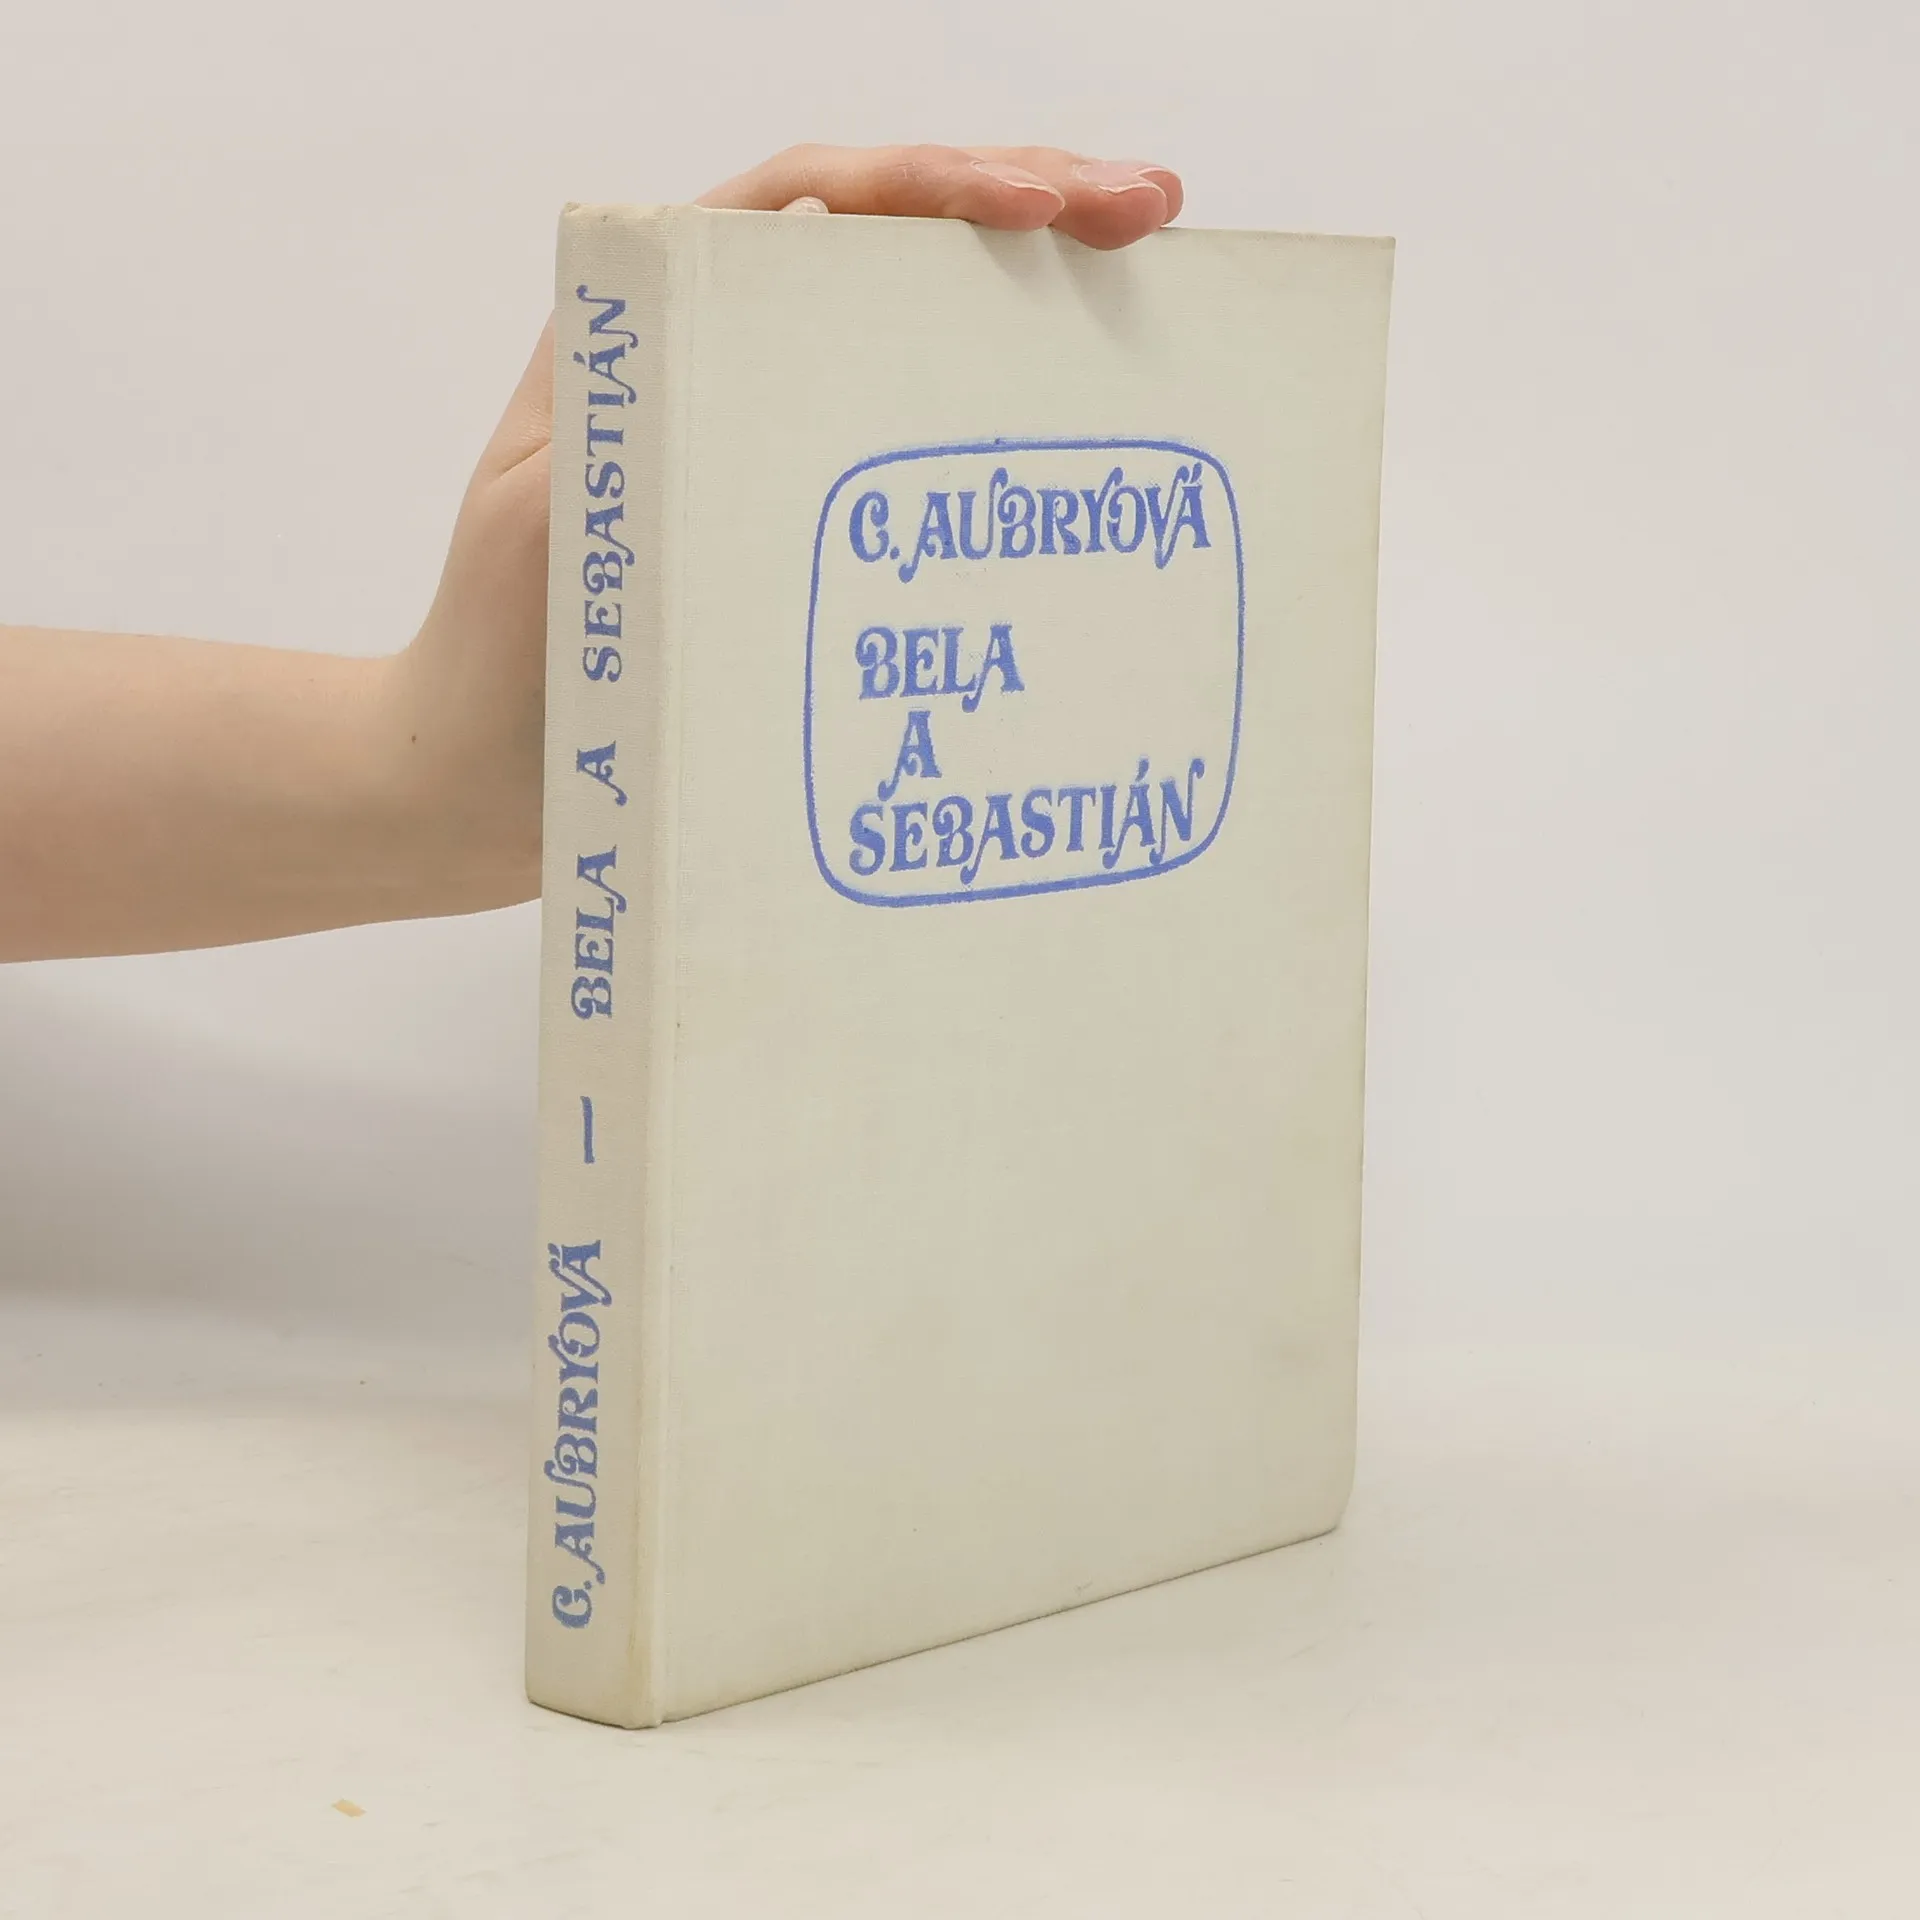 C. AUBRYOVÁ — BELA A SEBASTIÁN
C. AUBRYOVÁ
BELA
A
SEBASTIÁN